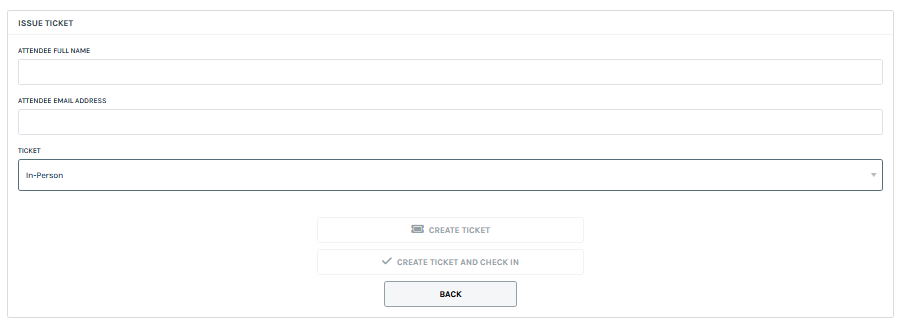 ISSUE TICKET
ATTENDEE FULL NAME
ATTENDEE EMAIL ADDRESS
TICKET
In-Person
CREATE TICKET
CREATE TICKET AND CHECK IN
BACK